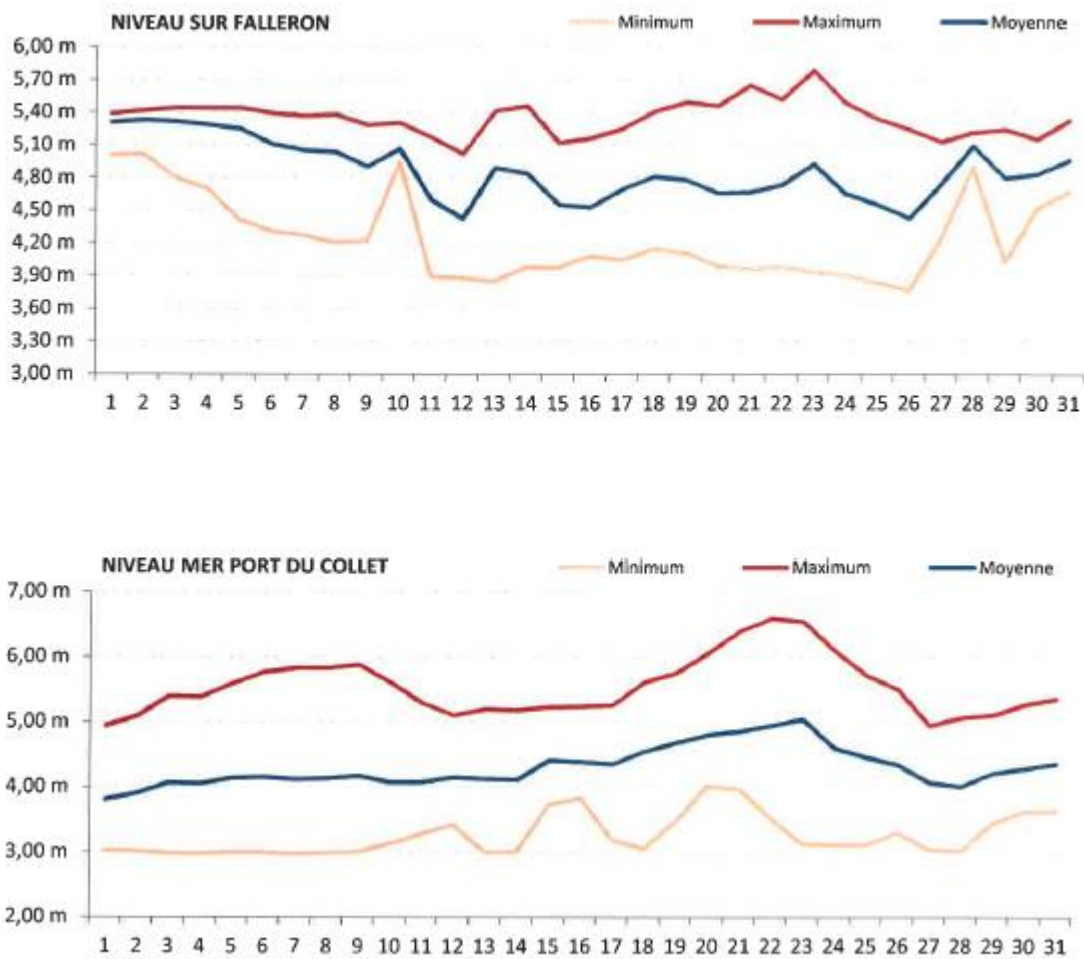 NIVEAU SUR FALLERON
Minimum Maximum Moyenne
6,00 m
5,70 m
5,40 m
5,10 m
4,80 m
4,50 m
4,20 m
3,90 m
3,60 m
3,30 m
3,00 m
1 2 3 4 5 6 7 8 9 10 11 12 13 14 15 16 17 18 19 20 21 22 23 24 25 26 27 28 29 30 31
NIVEAU MER PORT DU COLLET
Minimum Maximum Moyenne
7,00 m
6,00 m
5,00 m
4,00 m
3,00 m
2,00 m
1 2 3 4 5 6 7 8 9 10 11 12 13 14 15 16 17 18 19 20 21 22 23 24 25 26 27 28 29 30 31